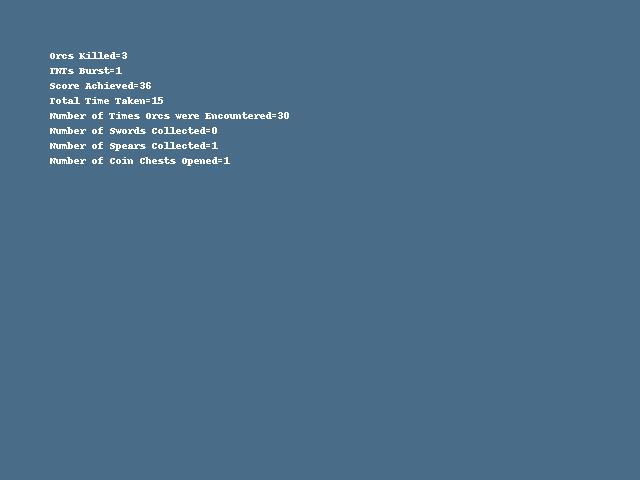 Orcs Killed=3
TNTs Burst=1
Score Achieved=36
Total Time Taken=15
Number of Times Orcs were Encountered=30
Number of Swords Collected=0
Number of Spears Collected=1
Number of Coin Chests Opened=1